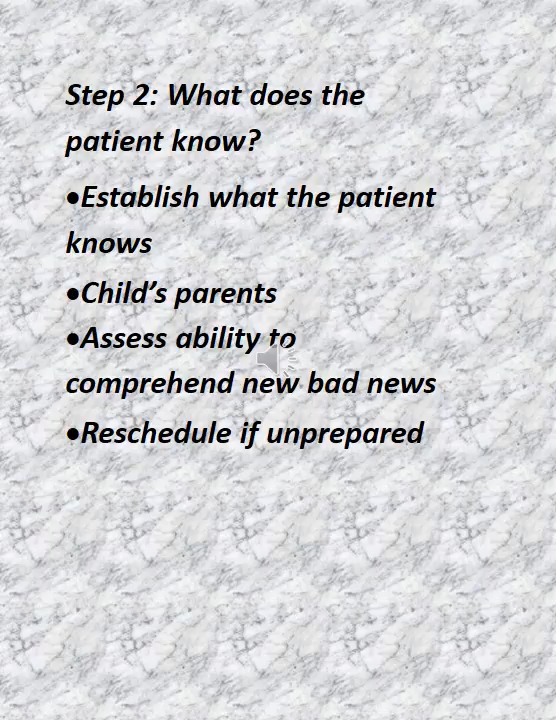 Step 2: What does the
patient know?
•Establish what the patient
knows
•Child’s parents
•Assess ability to
comprehend new bad news
•Reschedule if unprepared